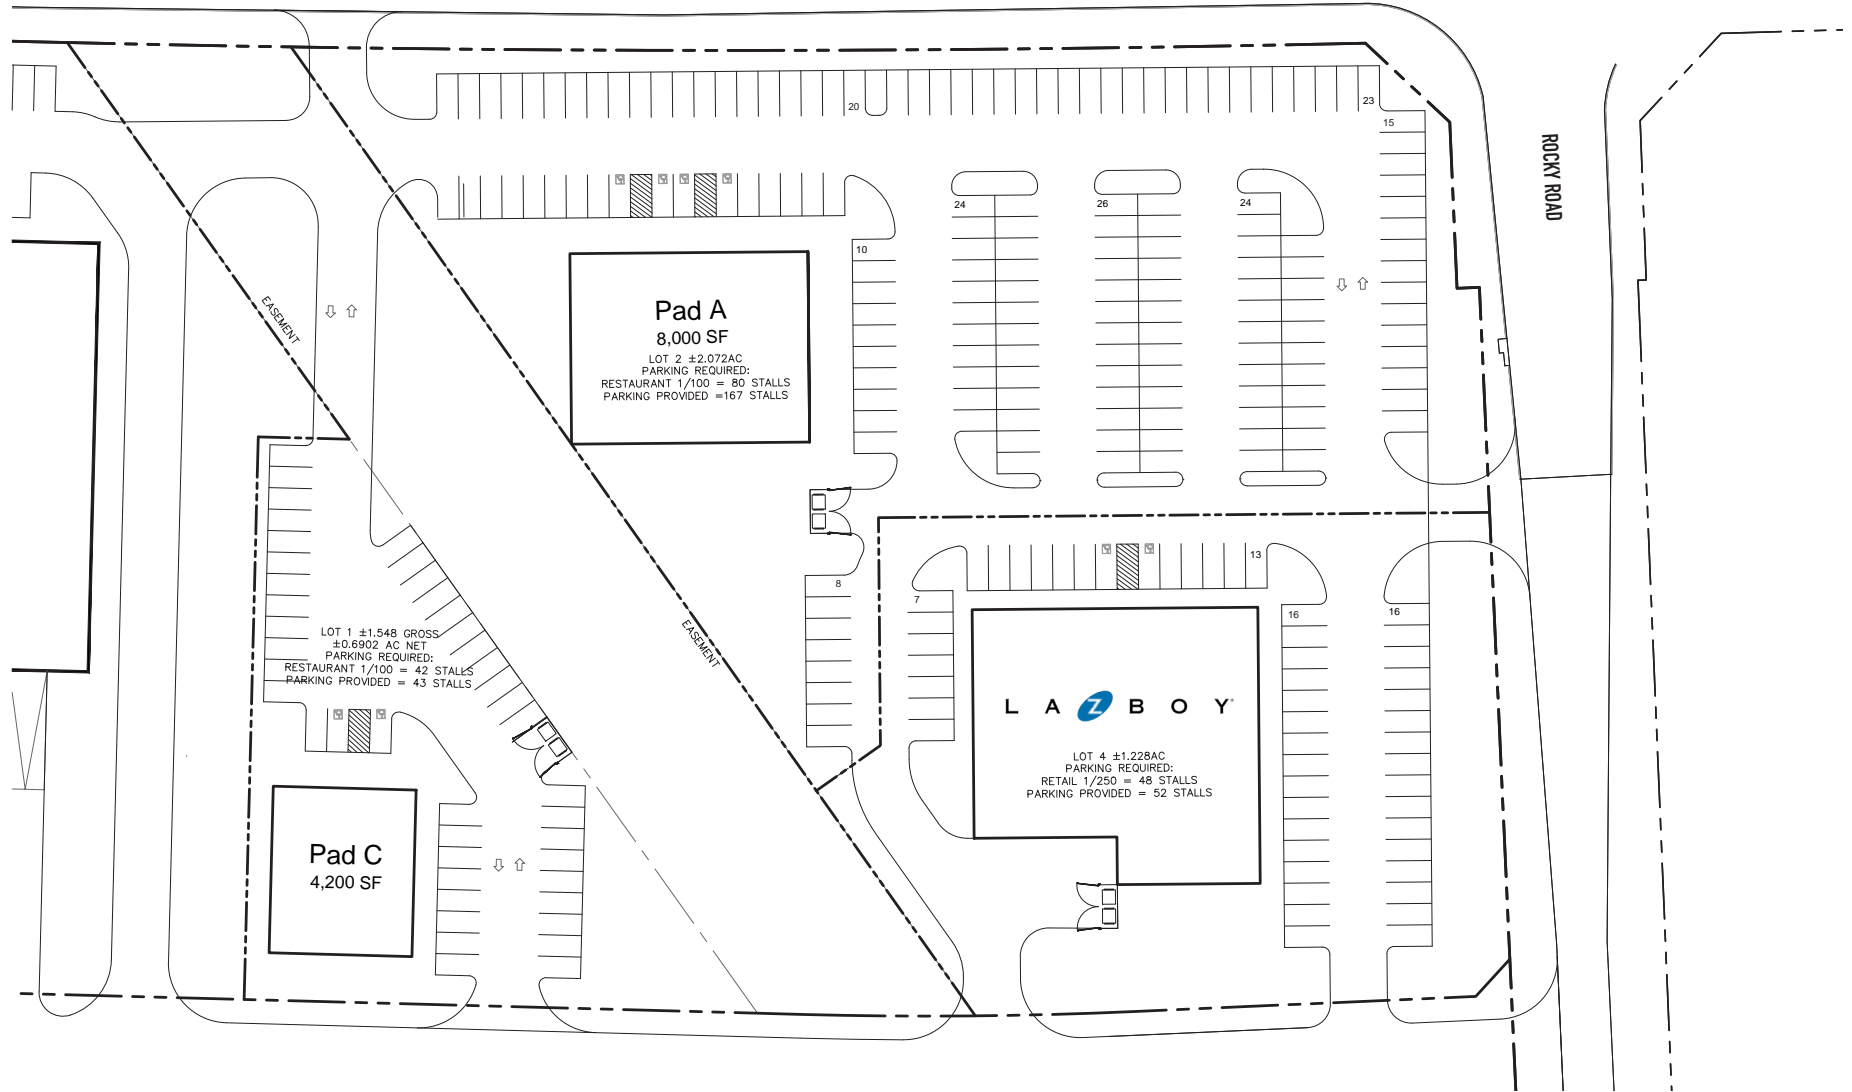 20
23
15
ROCKY ROAD
24
26
24
10
EASEMENT
Pad A
8,000 SF
LOT 2 ±2.072AC
PARKING REQUIRED:
RESTAURANT 1/100 = 80 STALLS
PARKING PROVIDED =167 STALLS
13
8
7
16
16
EASEMENT
LOT 1 ±1.548 GROSS
±0.6902 AC NET
PARKING REQUIRED:
RESTAURANT 1/100 = 42 STALLS
PARKING PROVIDED = 43 STALLS
LAZBOY
LOT 4 ±1.228AC
PARKING REQUIRED:
RETAIL 1/250 = 48 STALLS
PARKING PROVIDED = 52 STALLS
Pad C
4,200 SF